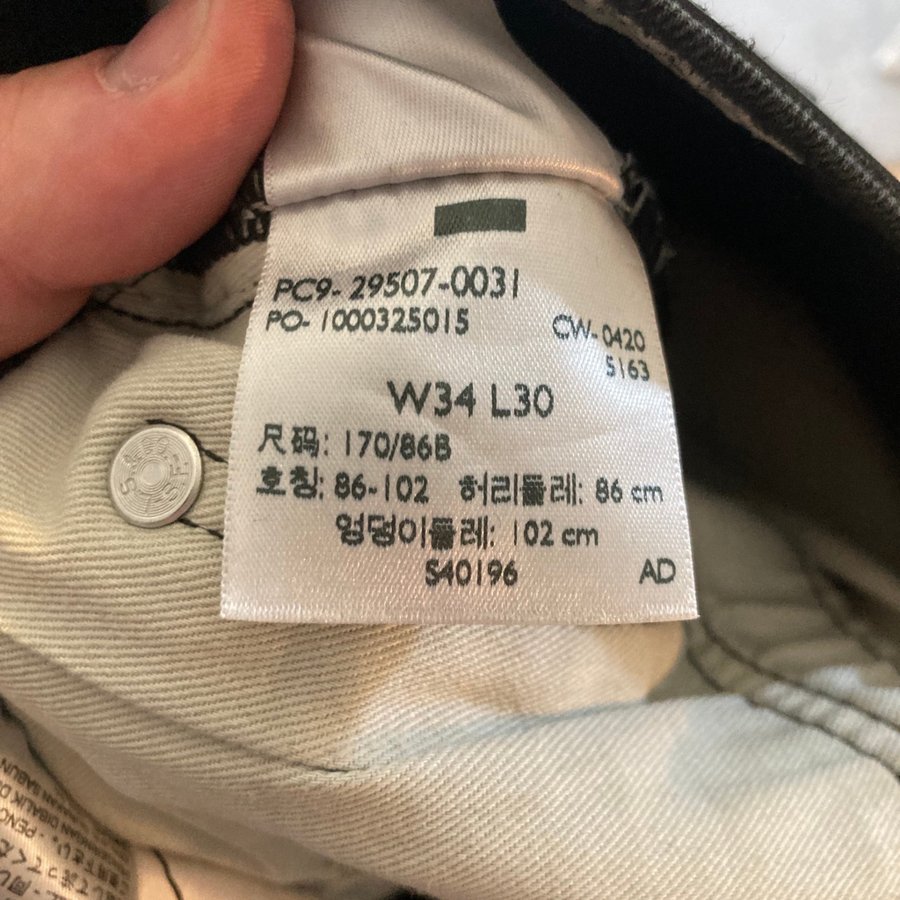 PC9- 29507-0031
PO- 1000325015 CW- 0420
5163
W34 L30
尺码: 170/86B
호칭: 86-102 허리둘레: 86 cm
엉덩이둘레: 102 cm
S40196 AD